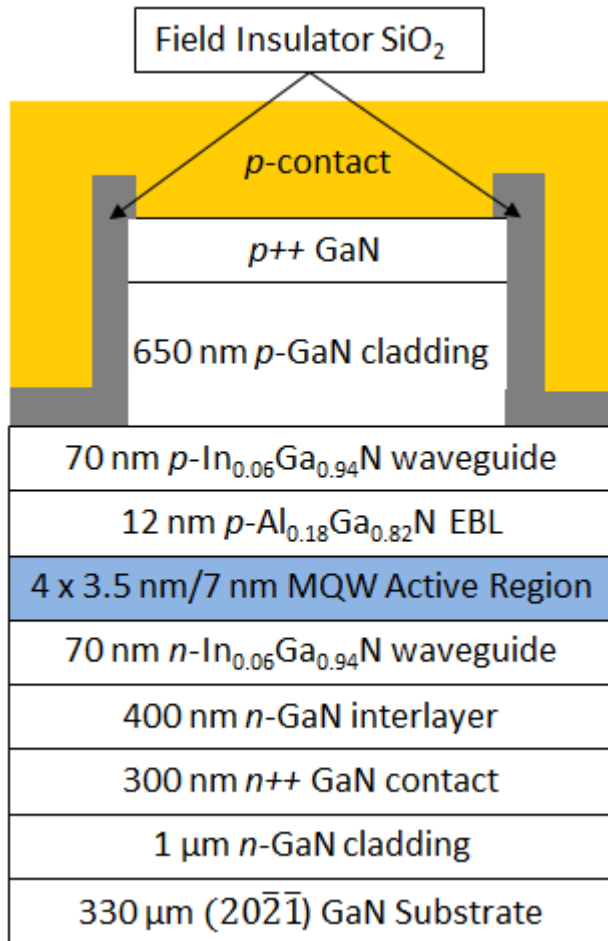 Field Insulator SiO₂
p-contact
p++ GaN
650 nm p-GaN cladding
70 nm p-In₀.₀₆Ga₀.₉₄N waveguide
12 nm p-Al₀.₁₈Ga₀.₈₂N EBL
4 x 3.5 nm/7 nm MQW Active Region
70 nm n-In₀.₀₆Ga₀.₉₄N waveguide
400 nm n-GaN interlayer
300 nm n++ GaN contact
1 μm n-GaN cladding
330 μm (202̅1̅) GaN Substrate